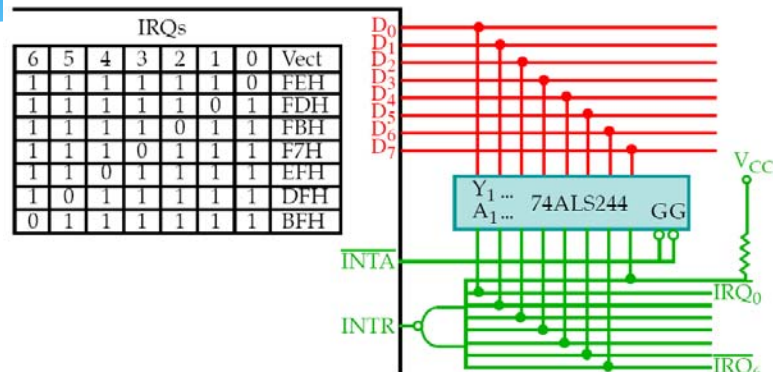 IRQs
6 5 4 3 2 1 0 Vect
1 1 1 1 1 1 0 FEH
1 1 1 1 1 0 1 FDH
1 1 1 1 0 1 1 FBH
1 1 1 0 1 1 1 F7H
1 1 0 1 1 1 1 EFH
1 0 1 1 1 1 1 DFH
0 1 1 1 1 1 1 BFH
D0
D1
D2
D3
D4
D5
D6
D7
VCC
Y1 ...
A1 ... 74ALS244 GG
INTA
IRQ0
INTR
IRQ6